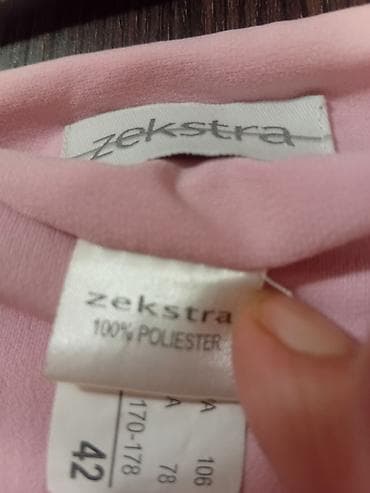 zekstra
zekstra
100% POLIESTER
A 106
A 78
170-178
42